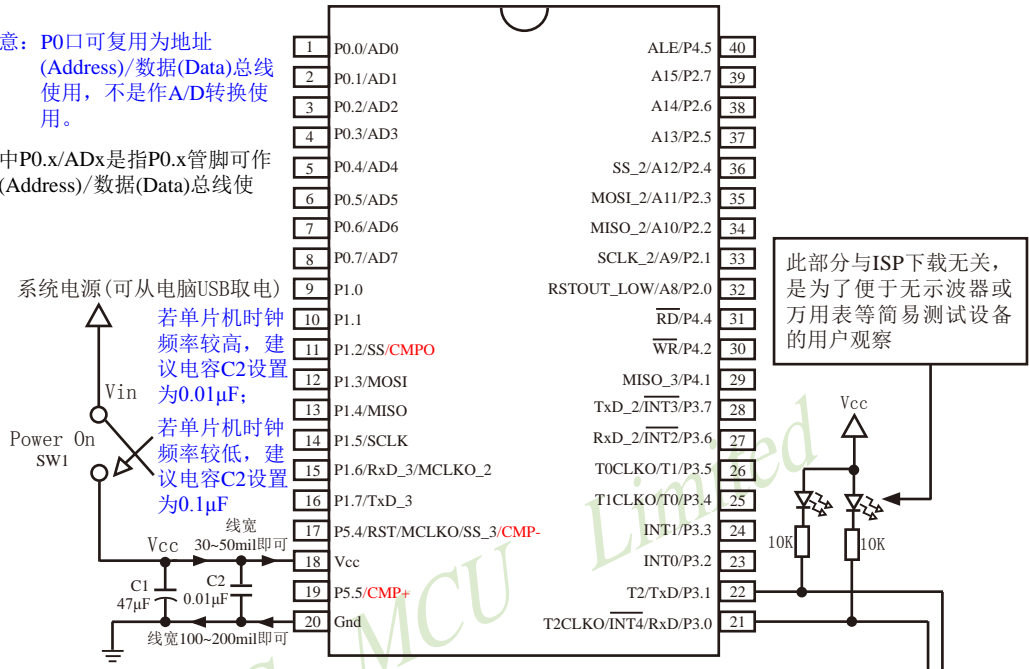 意：P0口可复用为地址
(Address)/数据(Data)总线
使用，不是作A/D转换使
用。
中P0.x/ADx是指P0.x管脚可作
(Address)/数据(Data)总线使
系统电源(可从电脑USB取电)
若单片机时钟
频率较高，建
议电容C2设置
为0.01μF；
若单片机时钟
频率较低，建
议电容C2设置
为0.1μF
Vin
Power On
SW1
线宽
Vcc
30~50mil即可
C1
47μF
C2
0.01μF
线宽100~200mil即可
1 P0.0/AD0
2 P0.1/AD1
3 P0.2/AD2
4 P0.3/AD3
5 P0.4/AD4
6 P0.5/AD5
7 P0.6/AD6
8 P0.7/AD7
9 P1.0
10 P1.1
11 P1.2/SS/CMPO
12 P1.3/MOSI
13 P1.4/MISO
14 P1.5/SCLK
15 P1.6/RxD_3/MCLKO_2
16 P1.7/TxD_3
17 P5.4/RST/MCLKO/SS_3/CMP-
18 Vcc
19 P5.5/CMP+
20 Gnd
ALE/P4.5 40
A15/P2.7 39
A14/P2.6 38
A13/P2.5 37
SS_2/A12/P2.4 36
MOSI_2/A11/P2.3 35
MISO_2/A10/P2.2 34
SCLK_2/A9/P2.1 33
RSTOUT_LOW/A8/P2.0 32
RD/P4.4 31
WR/P4.2 30
MISO_3/P4.1 29
TxD_2/INT3/P3.7 28
RxD_2/INT2/P3.6 27
T0CLKO/T1/P3.5 26
T1CLKO/T0/P3.4 25
INT1/P3.3 24
INT0/P3.2 23
T2/TxD/P3.1 22
T2CLKO/INT4/RxD/P3.0 21
此部分与ISP下载无关，
是为了便于无示波器或
万用表等简易测试设备
的用户观察
Vcc
10K
10K
MCU Limited